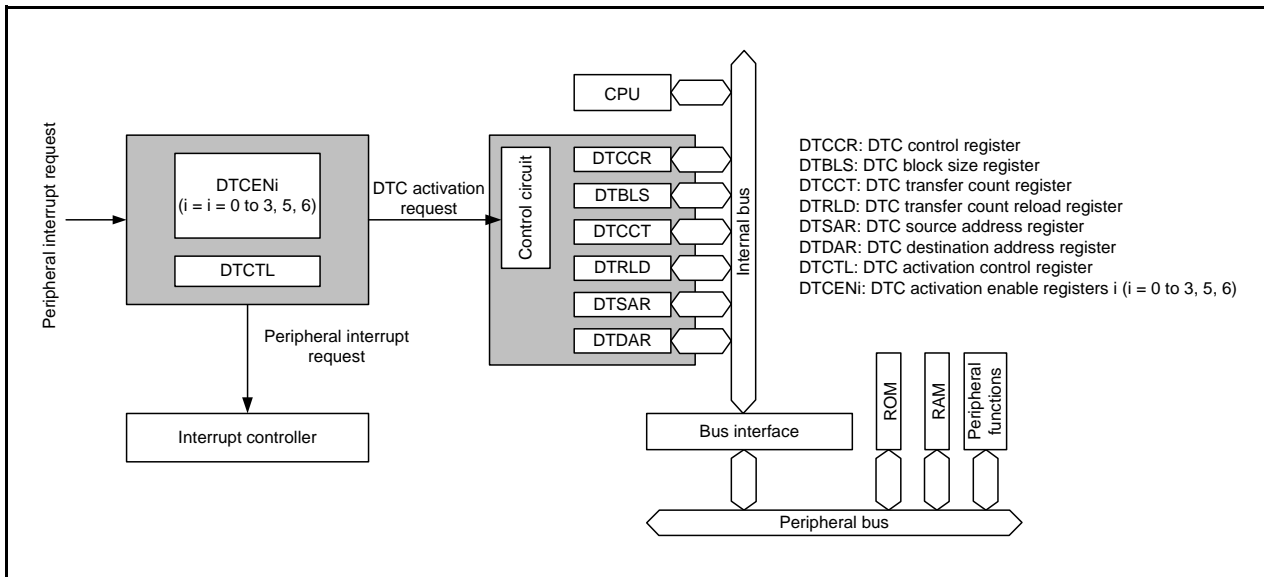 Peripheral interrupt request
DTCENi
(i = i = 0 to 3, 5, 6)
DTCTL
DTC activation
request
Peripheral interrupt
request
Interrupt controller
Control circuit
CPU
DTCCR
DTBLS
DTCCT
DTRLD
DTSAR
DTDAR
Internal bus
DTCCR: DTC control register
DTBLS: DTC block size register
DTCCT: DTC transfer count register
DTRLD: DTC transfer count reload register
DTSAR: DTC source address register
DTDAR: DTC destination address register
DTCTL: DTC activation control register
DTCENi: DTC activation enable registers i (i = 0 to 3, 5, 6)
Bus interface
ROM
RAM
Peripheral
functions
Peripheral bus